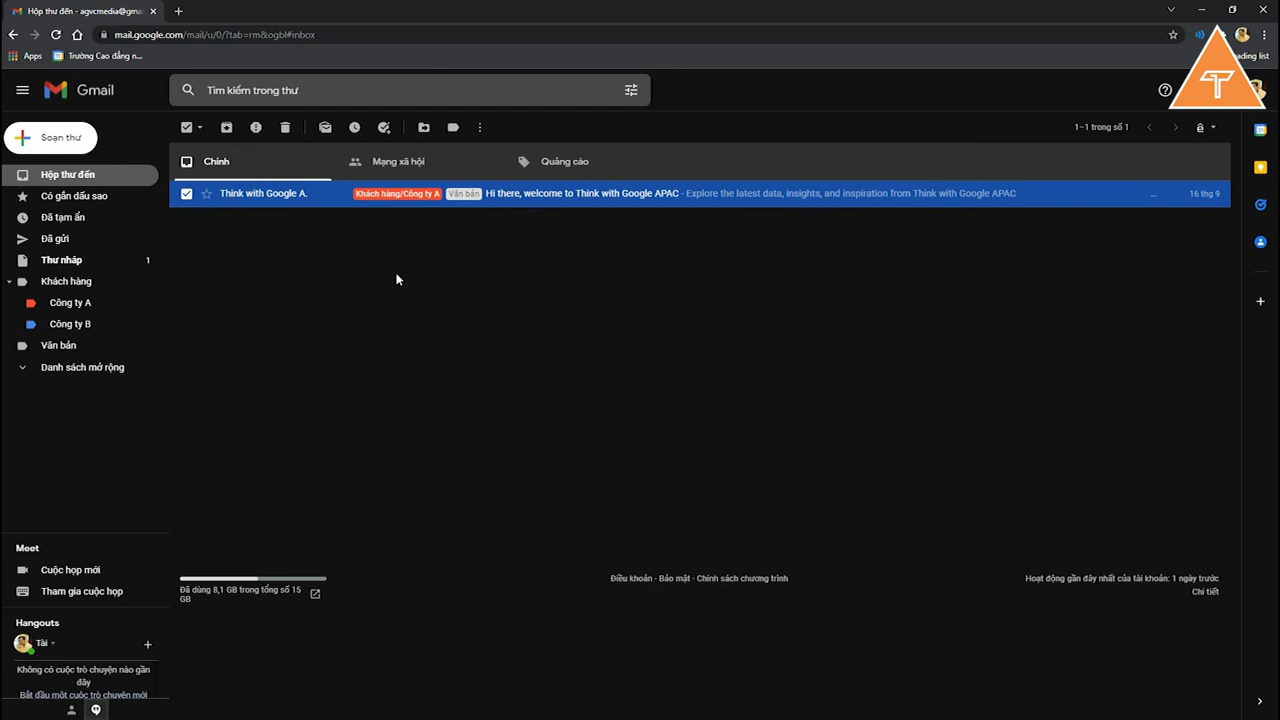 Hộp thư đến - agvcmedia@gma
mail.google.com/mail/u/0/?tab=rm&ogbl#inbox
Apps
Trường Cao đẳng n...
ading list
Gmail
Tìm kiếm trong thư
T
Soạn thư
1–1 trong số 1
Hộp thư đến
Có gắn dấu sao
Đã tạm ẩn
Đã gửi
Thư nháp 1
Khách hàng
Công ty A
Công ty B
Văn bản
Danh sách mở rộng
Chính
Mạng xã hội
Quảng cáo
Think with Google A. Khách hàng/Công ty A Văn bản Hi there, welcome to Think with Google APAC - Explore the latest data, insights, and inspiration from Think with Google APAC ... 16 thg 9
Meet
Cuộc họp mới
Tham gia cuộc họp
Hangouts
Tài
Không có cuộc trò chuyện nào gần
đây
Bắt đầu một cuộc trò chuyện mới
Đã dùng 8,1 GB trong tổng số 15
GB
Điều khoản · Bảo mật · Chính sách chương trình
Hoạt động gần đây nhất của tài khoản: 1 ngày trước
Chi tiết